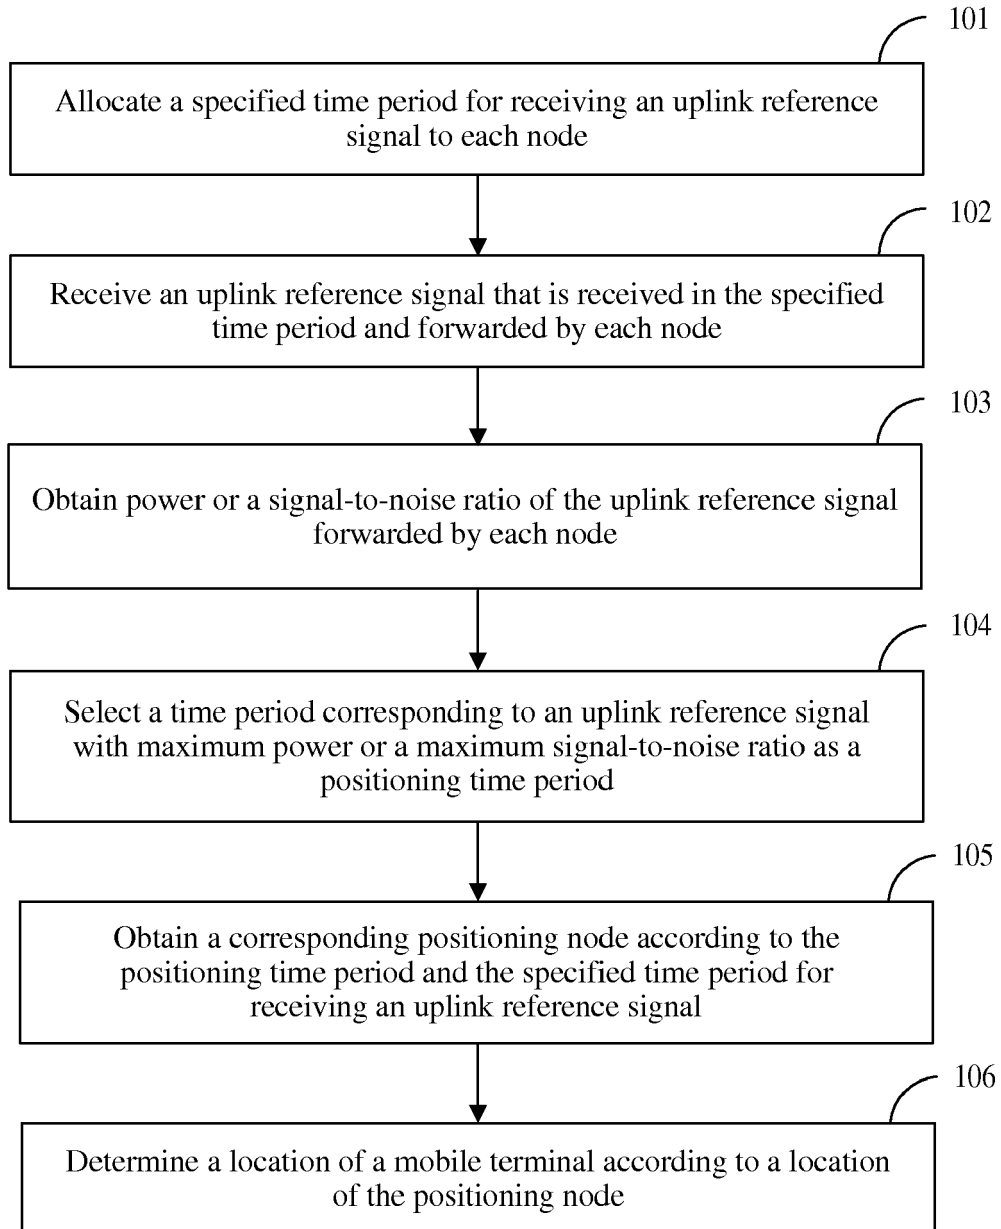 101
Allocate a specified time period for receiving an uplink reference
signal to each node
102
Receive an uplink reference signal that is received in the specified
time period and forwarded by each node
103
Obtain power or a signal-to-noise ratio of the uplink reference signal
forwarded by each node
104
Select a time period corresponding to an uplink reference signal
with maximum power or a maximum signal-to-noise ratio as a
positioning time period
105
Obtain a corresponding positioning node according to the
positioning time period and the specified time period for
receiving an uplink reference signal
106
Determine a location of a mobile terminal according to a location
of the positioning node